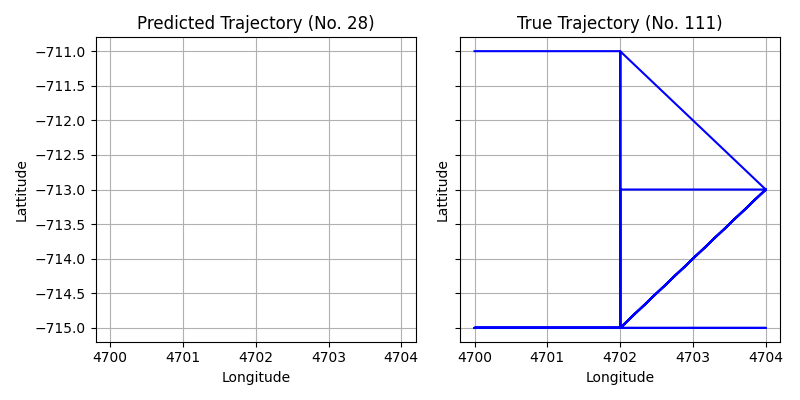 Predicted Trajectory (No. 28)
True Trajectory (No. 111)
−711.0
−711.5
−712.0
−712.5
−713.0
−713.5
−714.0
−714.5
−715.0
Lattitude
Lattitude
4700 4701 4702 4703 4704
4700 4701 4702 4703 4704
Longitude
Longitude